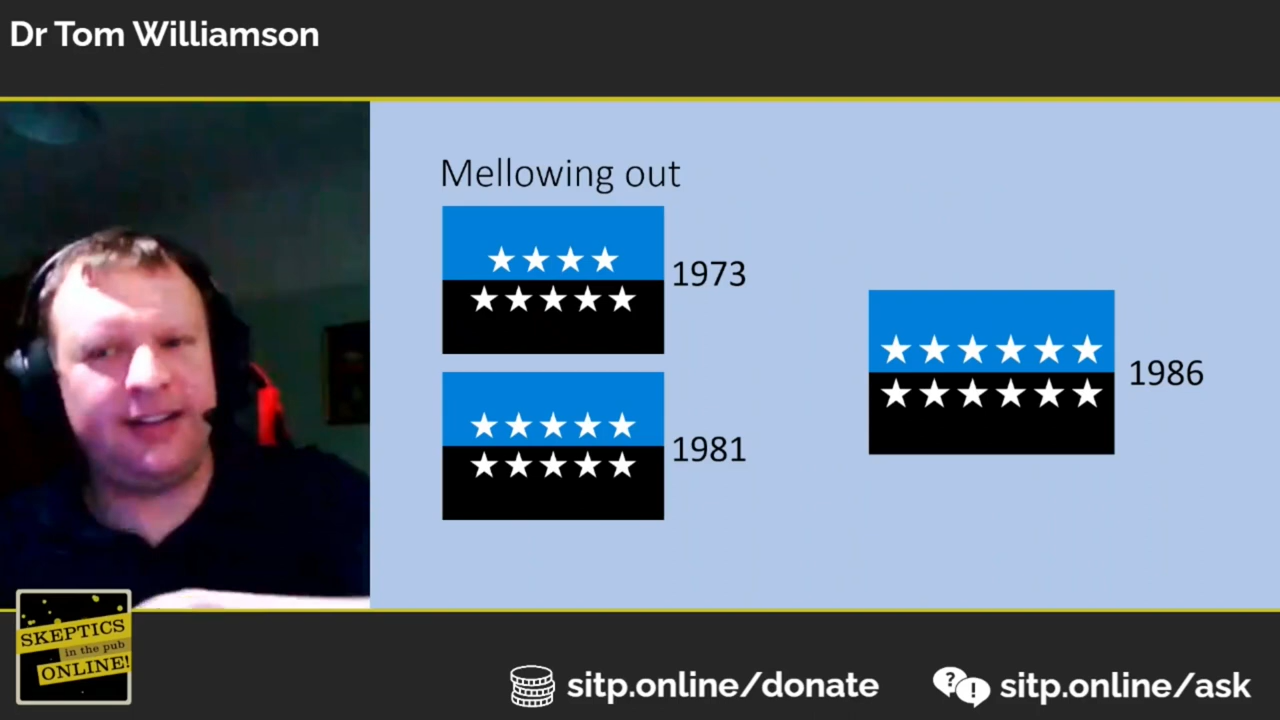 Dr Tom Williamson
Mellowing out
1973
1981
1986
SKEPTICS
in the pub
ONLINE!
sitp.online/donate
sitp.online/ask